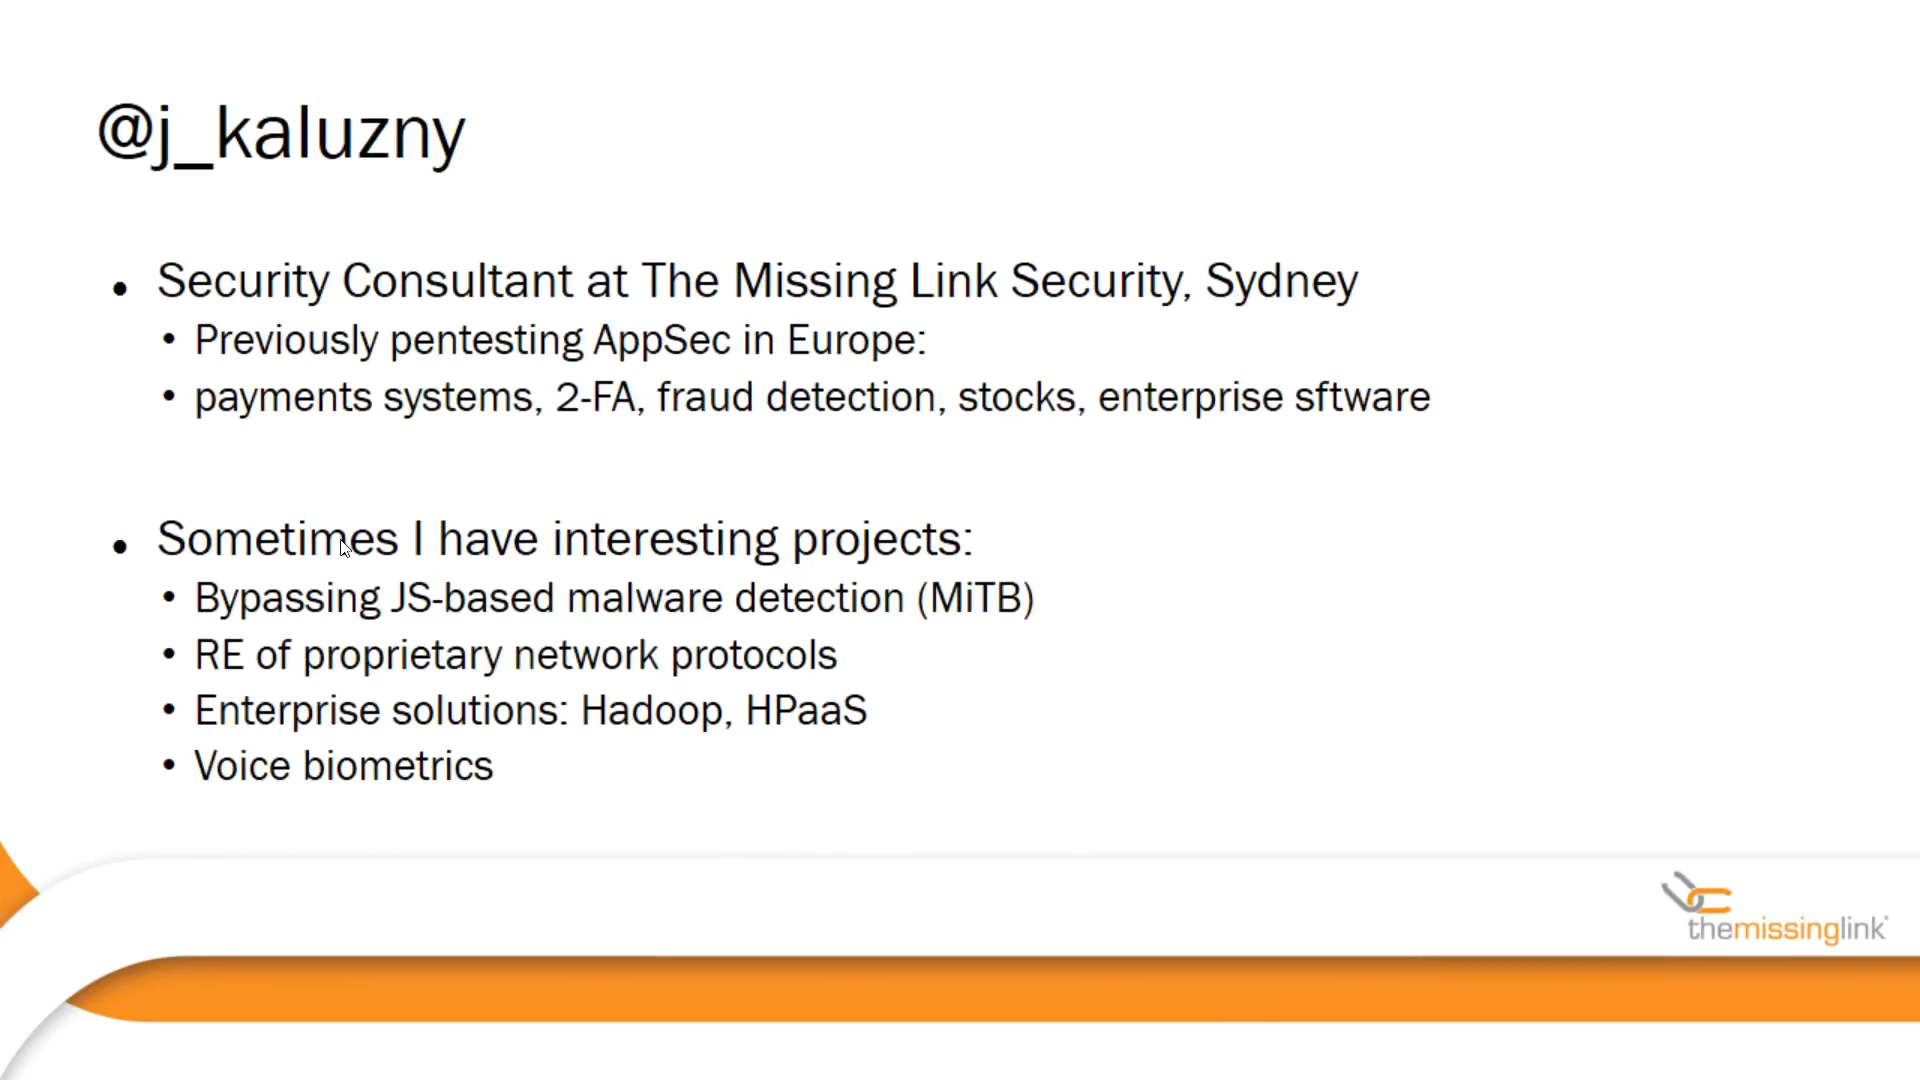 @j_kaluzny
• Security Consultant at The Missing Link Security, Sydney
• Previously pentesting AppSec in Europe:
• payments systems, 2-FA, fraud detection, stocks, enterprise sftware
• Sometimes I have interesting projects:
• Bypassing JS-based malware detection (MiTB)
• RE of proprietary network protocols
• Enterprise solutions: Hadoop, HPaaS
• Voice biometrics
themissinglink